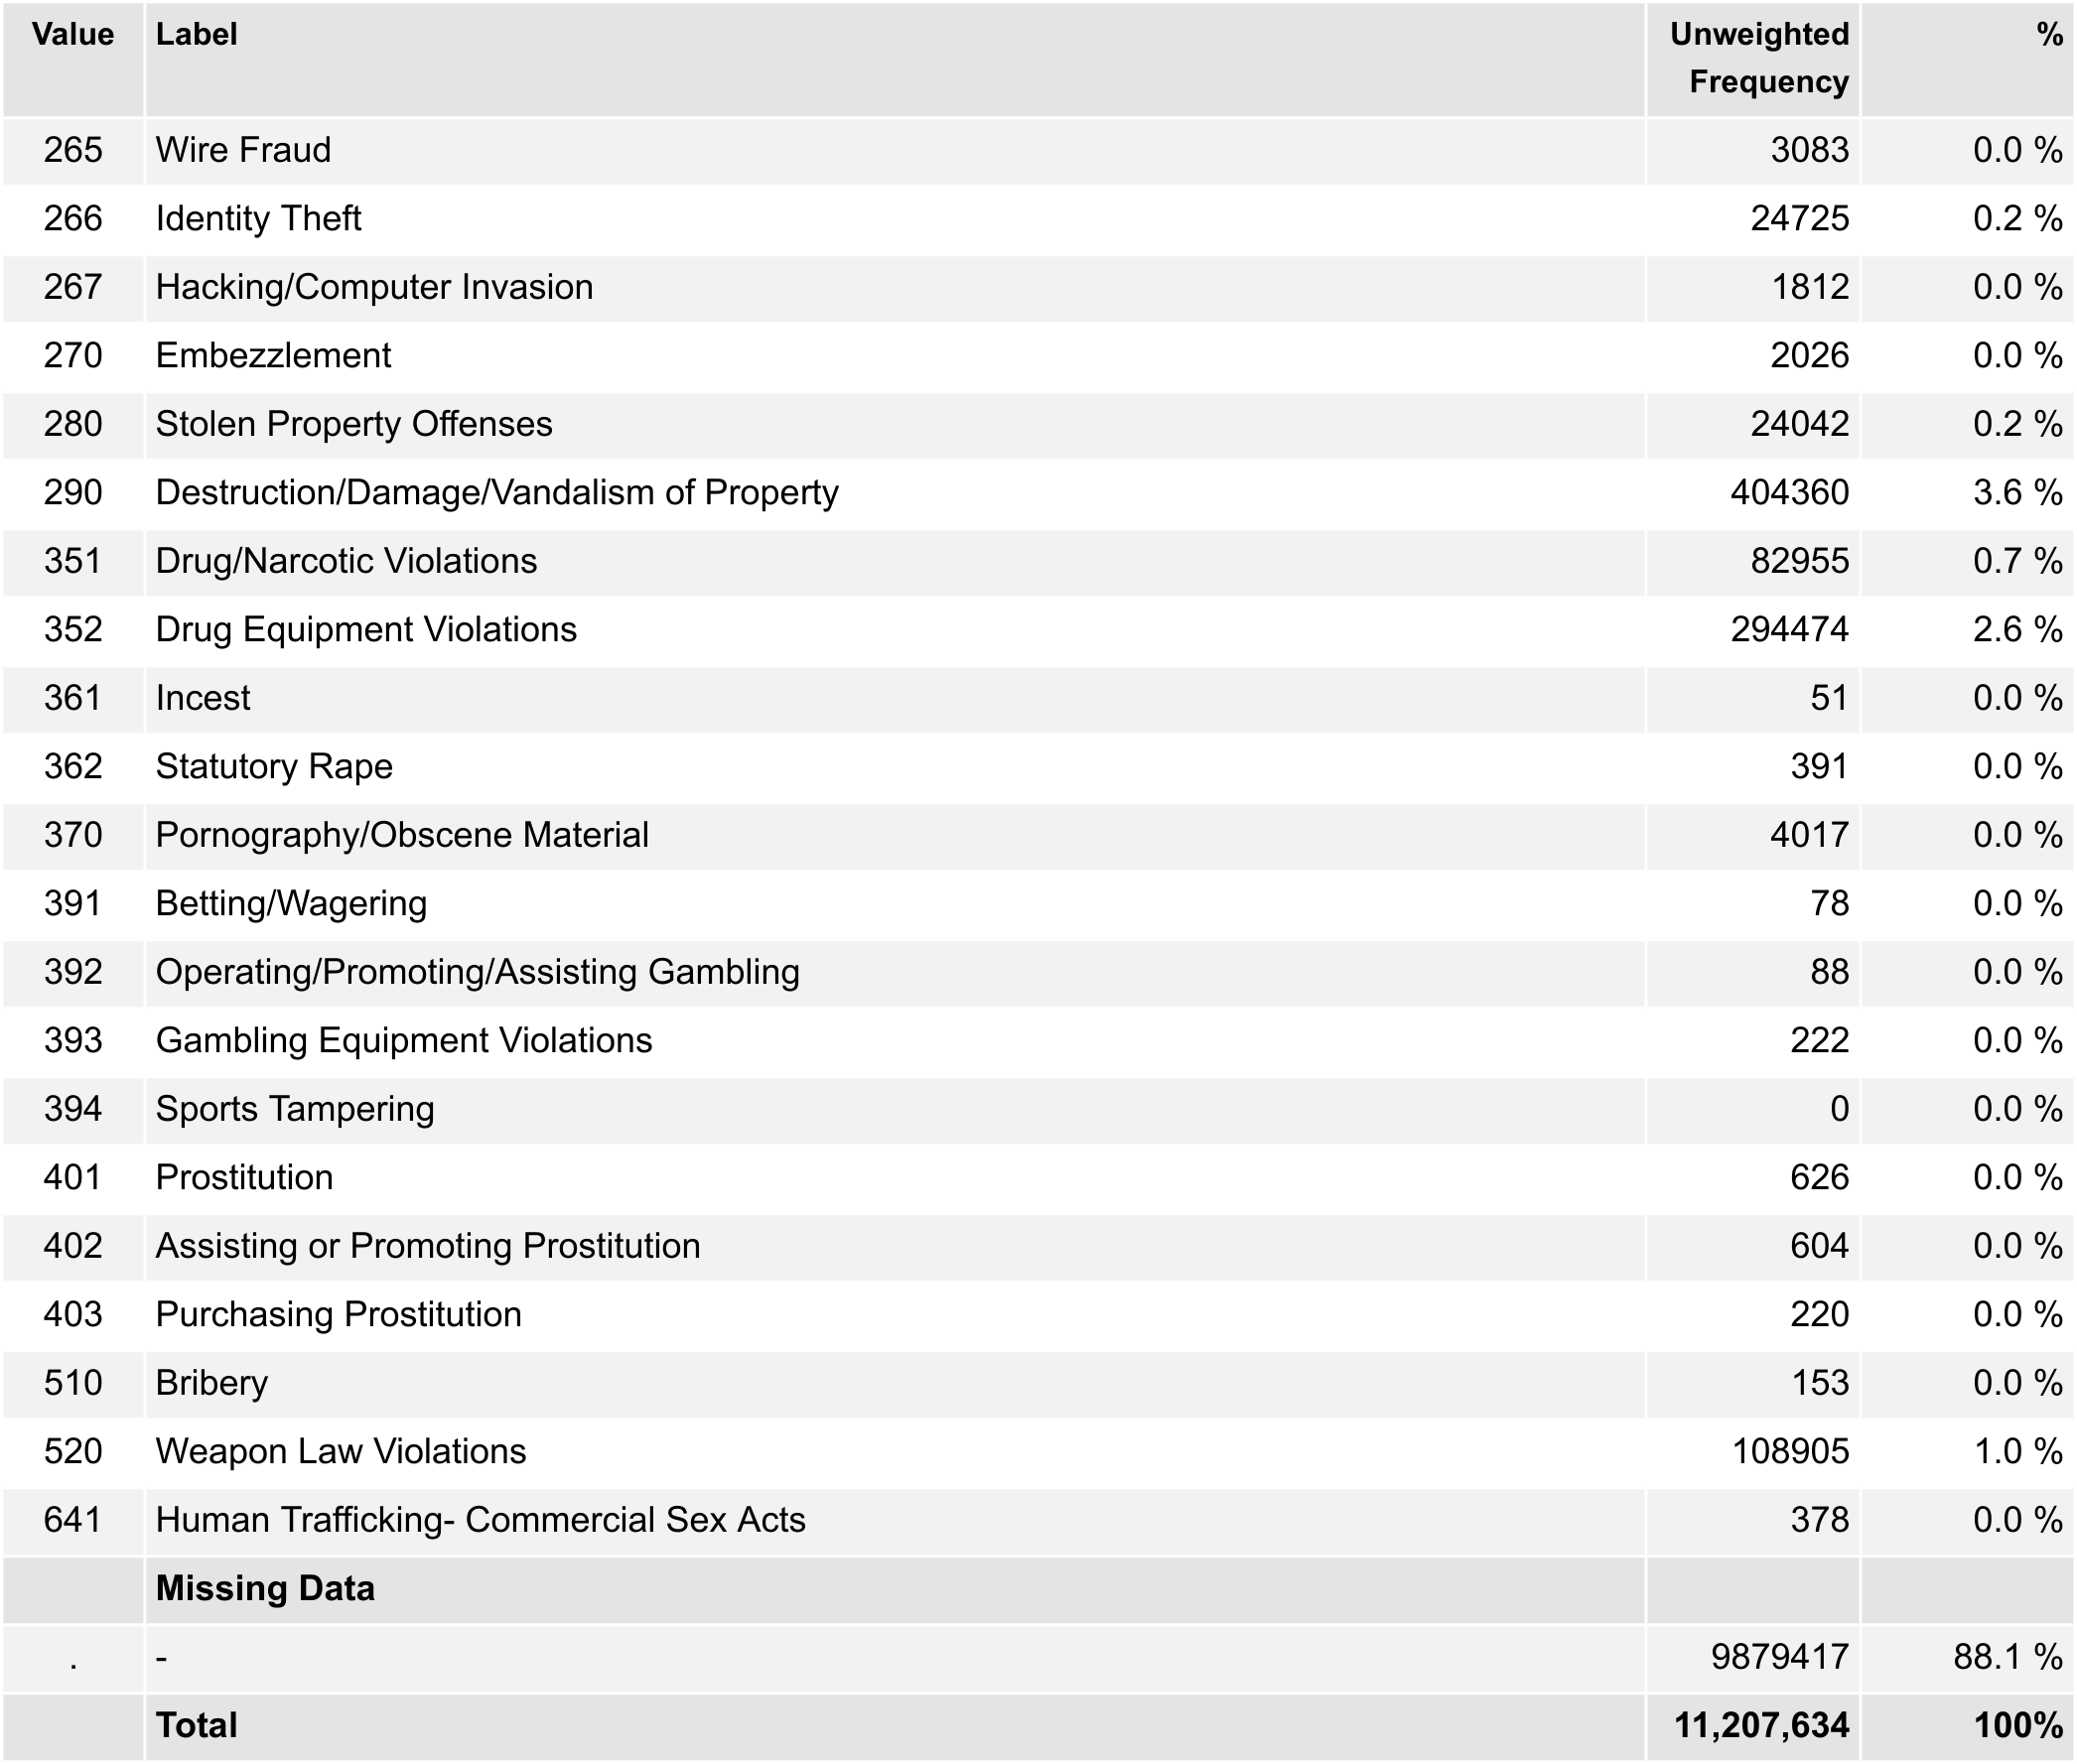 Value Label Unweighted Frequency %
265 Wire Fraud 3083 0.0 %
266 Identity Theft 24725 0.2 %
267 Hacking/Computer Invasion 1812 0.0 %
270 Embezzlement 2026 0.0 %
280 Stolen Property Offenses 24042 0.2 %
290 Destruction/Damage/Vandalism of Property 404360 3.6 %
351 Drug/Narcotic Violations 82955 0.7 %
352 Drug Equipment Violations 294474 2.6 %
361 Incest 51 0.0 %
362 Statutory Rape 391 0.0 %
370 Pornography/Obscene Material 4017 0.0 %
391 Betting/Wagering 78 0.0 %
392 Operating/Promoting/Assisting Gambling 88 0.0 %
393 Gambling Equipment Violations 222 0.0 %
394 Sports Tampering 0 0.0 %
401 Prostitution 626 0.0 %
402 Assisting or Promoting Prostitution 604 0.0 %
403 Purchasing Prostitution 220 0.0 %
510 Bribery 153 0.0 %
520 Weapon Law Violations 108905 1.0 %
641 Human Trafficking- Commercial Sex Acts 378 0.0 %
Missing Data
. - 9879417 88.1 %
Total 11,207,634 100%